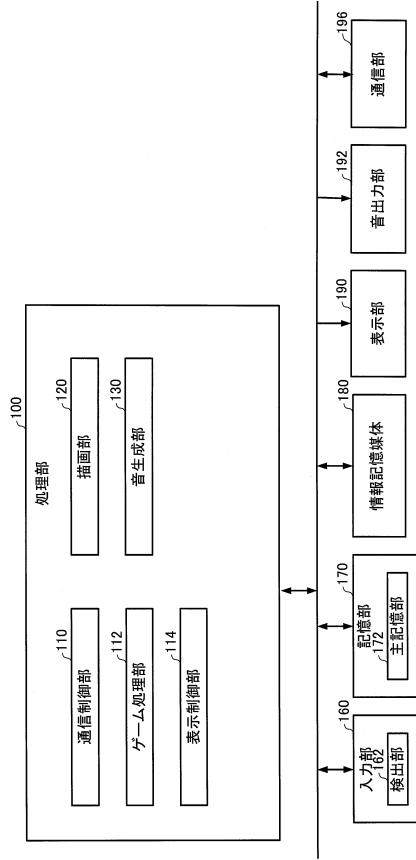 100
処理部
110
通信制御部
112
ゲーム処理部
114
表示制御部
120
描画部
130
音生成部
160
入力部
162
検出部
170
記憶部
172
主記憶部
180
情報記憶媒体
190
表示部
192
音出力部
196
通信部